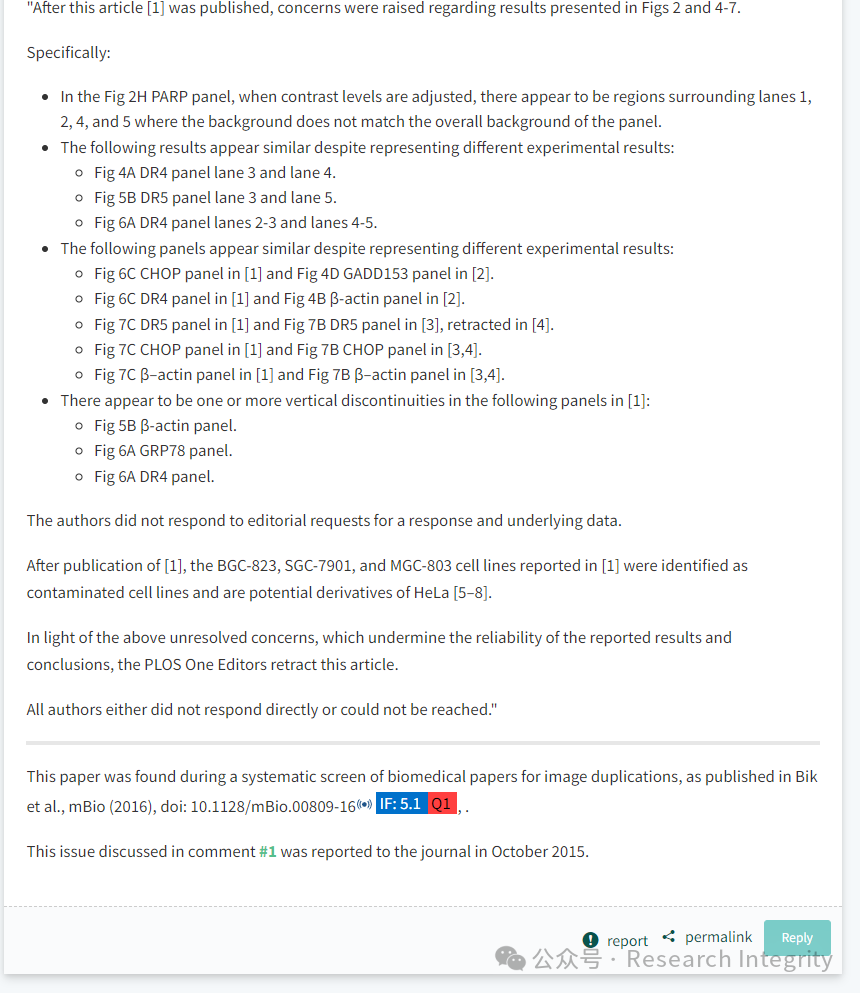 "After this article [1] was published, concerns were raised regarding results presented in Figs 2 and 4-7.
Specifically:
• In the Fig 2H PARP panel, when contrast levels are adjusted, there appear to be regions surrounding lanes 1,
2, 4, and 5 where the background does not match the overall background of the panel.
• The following results appear similar despite representing different experimental results:
○ Fig 4A DR4 panel lane 3 and lane 4.
○ Fig 5B DR5 panel lane 3 and lane 5.
○ Fig 6A DR4 panel lanes 2-3 and lanes 4-5.
• The following panels appear similar despite representing different experimental results:
○ Fig 6C CHOP panel in [1] and Fig 4D GADD153 panel in [2].
○ Fig 6C DR4 panel in [1] and Fig 4B β-actin panel in [2].
○ Fig 7C DR5 panel in [1] and Fig 7B DR5 panel in [3], retracted in [4].
○ Fig 7C CHOP panel in [1] and Fig 7B CHOP panel in [3,4].
○ Fig 7C β–actin panel in [1] and Fig 7B β–actin panel in [3,4].
• There appear to be one or more vertical discontinuities in the following panels in [1]:
○ Fig 5B β-actin panel.
○ Fig 6A GRP78 panel.
○ Fig 6A DR4 panel.
The authors did not respond to editorial requests for a response and underlying data.
After publication of [1], the BGC-823, SGC-7901, and MGC-803 cell lines reported in [1] were identified as
contaminated cell lines and are potential derivatives of HeLa [5–8].
In light of the above unresolved concerns, which undermine the reliability of the reported results and
conclusions, the PLOS One Editors retract this article.
All authors either did not respond directly or could not be reached."
This paper was found during a systematic screen of biomedical papers for image duplications, as published in Bik
et al., mBio (2016), doi: 10.1128/mBio.00809-16 IF: 5.1 Q1 , .
This issue discussed in comment #1 was reported to the journal in October 2015.
report permalink Reply
公众号 · Research Integrity